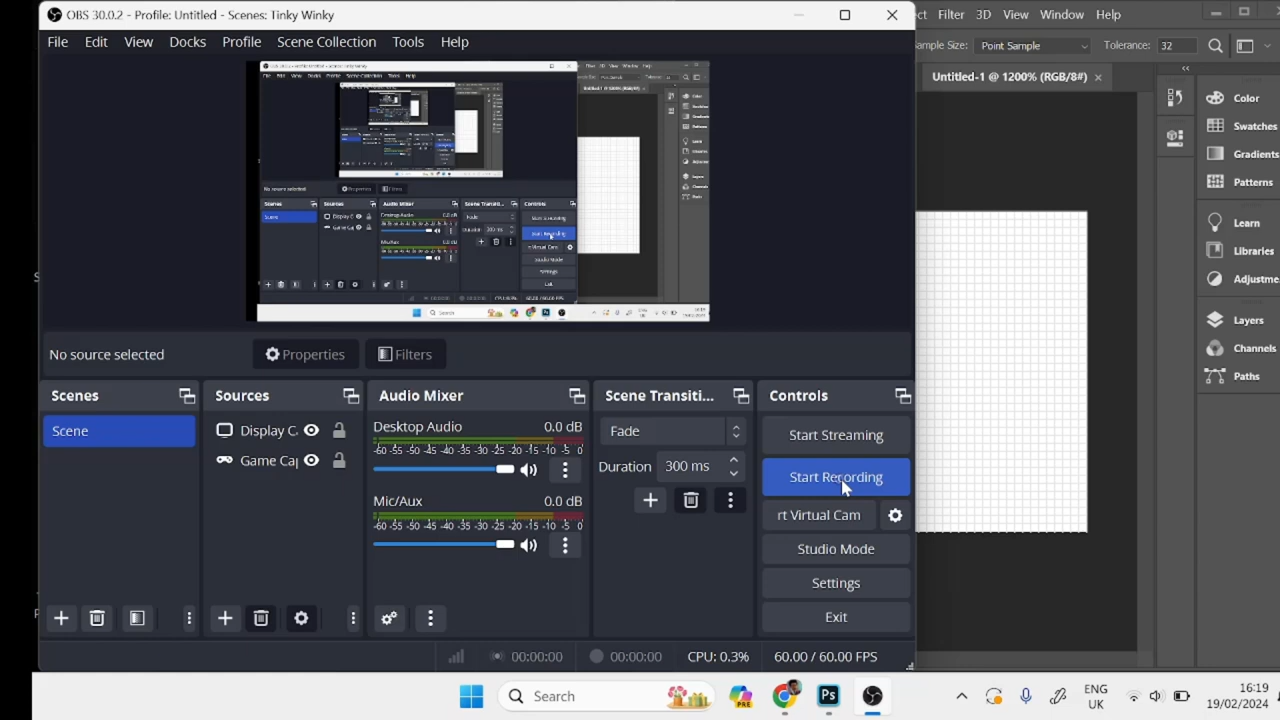 OBS 30.0.2 - Profile: Untitled - Scenes: Tinky Winky
File Edit View Docks Profile Scene Collection Tools Help
ect Filter 3D View Window Help
ample Size: Point Sample Tolerance: 32
Untitled-1 @ 1200% (RGB/8#)
Color
Swatches
Gradients
Patterns
Learn
Libraries
Adjustme
Layers
Channels
Paths
No source selected Properties Filters
Scenes
Scene
Sources
Display C
Game Cap
Audio Mixer
Desktop Audio 0.0 dB
-60 -55 -50 -45 -40 -35 -30 -25 -20 -15 -10 -5 0
Mic/Aux 0.0 dB
-60 -55 -50 -45 -40 -35 -30 -25 -20 -15 -10 -5 0
Scene Transiti...
Fade
Duration 300 ms
Controls
Start Streaming
Start Recording
rt Virtual Cam
Studio Mode
Settings
Exit
00:00:00 00:00:00 CPU: 0.3% 60.00 / 60.00 FPS
Search
PRE
Ps
ENG
UK
16:19
19/02/2024